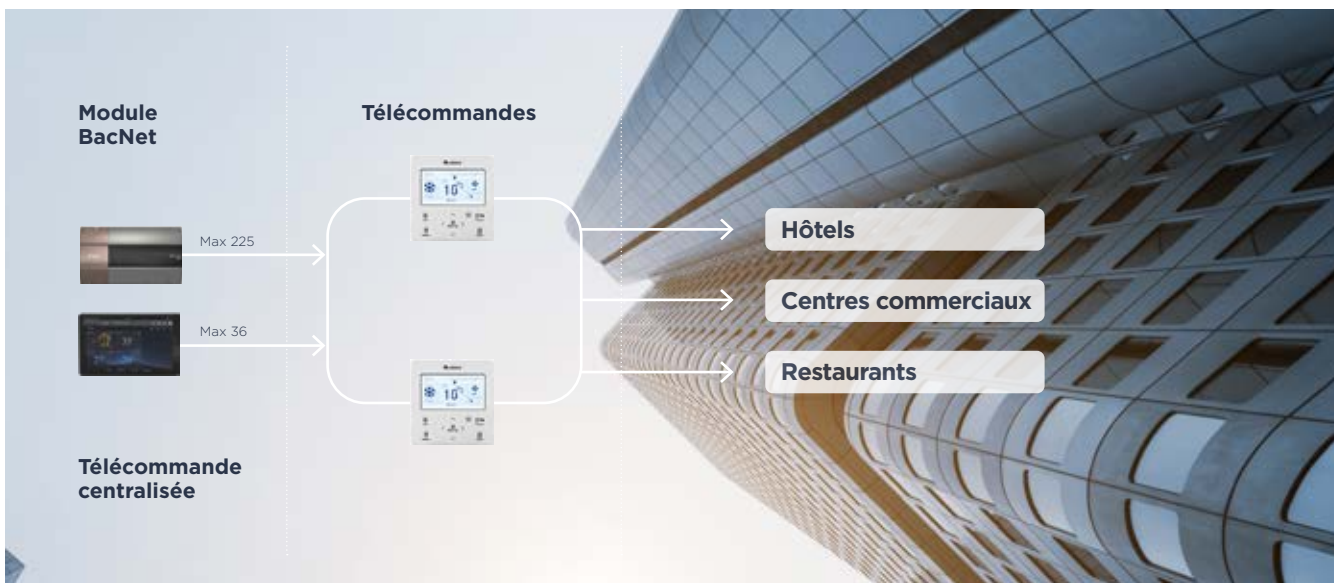 Module
BacNet
Télécommandes
Max 225
Max 36
Télécommande
centralisée
Hôtels
Centres commerciaux
Restaurants